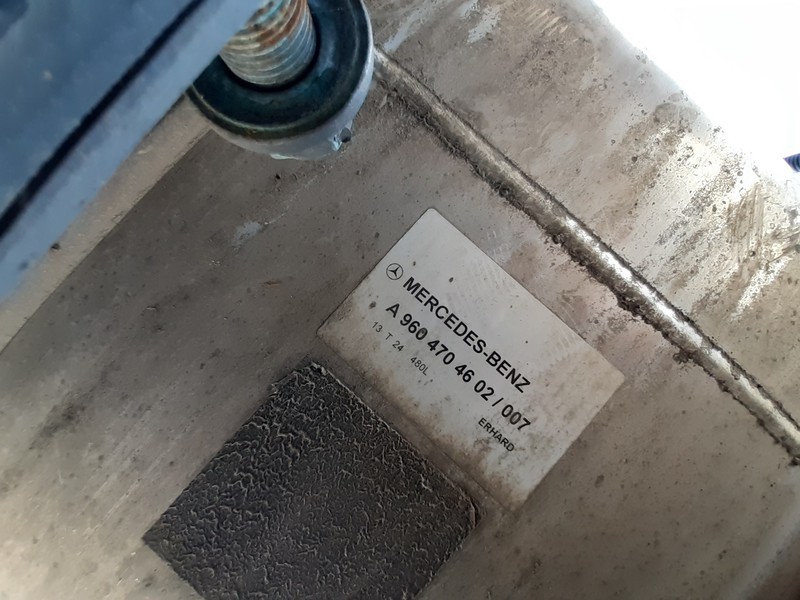 MERCEDES-BENZ
A 960 470 46 02 / 007
13 T 24 480L
ERHARD